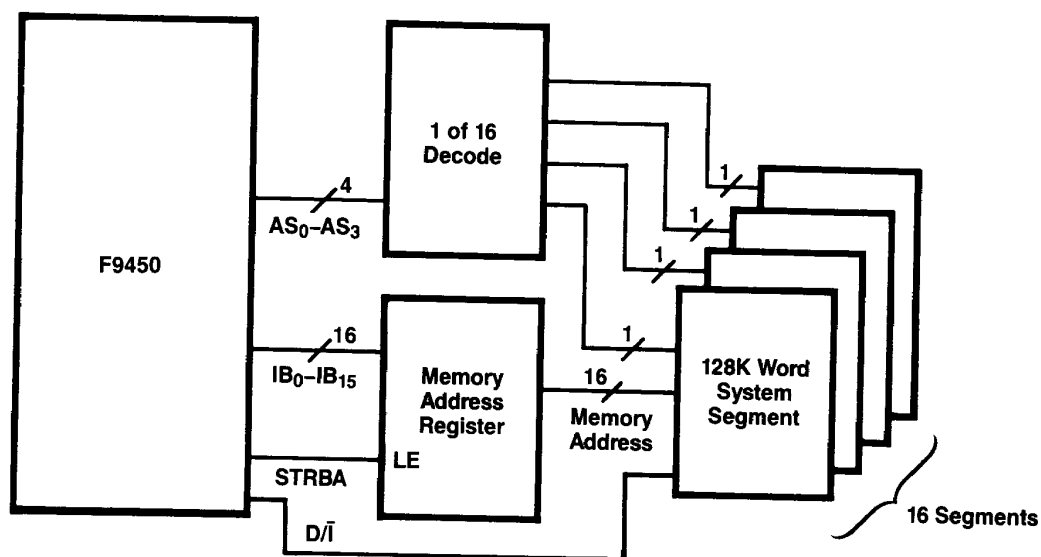 F9450
4
AS₀–AS₃
1 of 16
Decode
1
1
1
1
16
IB₀–IB₁₅
STRBA
D/Ī
Memory
Address
Register
LE
16
Memory
Address
128K Word
System
Segment
16 Segments